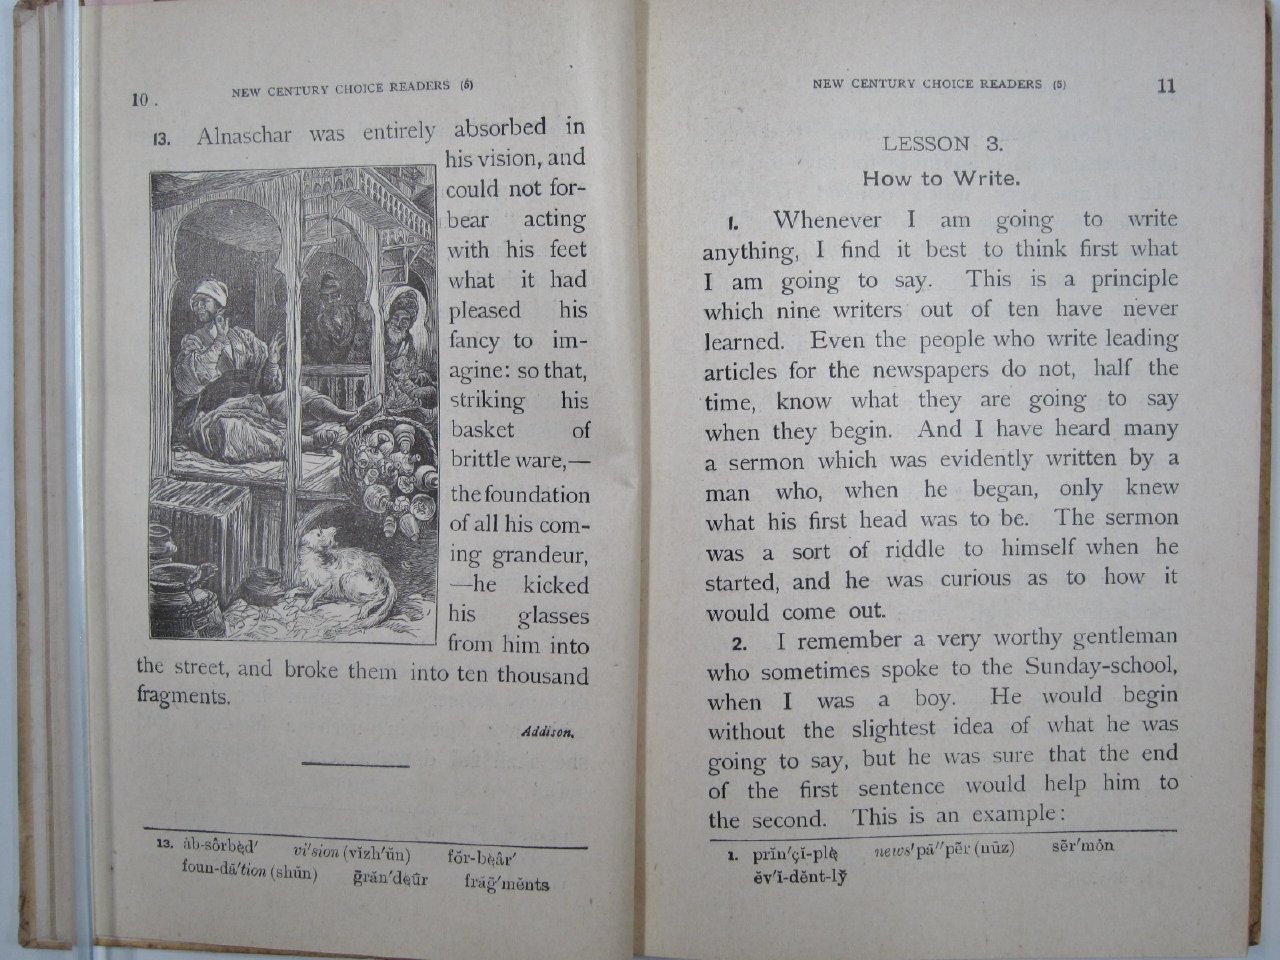 10 .
NEW CENTURY CHOICE READERS (5)
13. Alnaschar was entirely absorbed in
his vision, and
could not for-
bear acting
with his feet
what it had
pleased his
fancy to im-
agine: so that,
striking his
basket of
brittle ware,—
the foundation
of all his com-
ing grandeur,
—he kicked
his glasses
from him into
the street, and broke them into ten thousand
fragments.
Addison.
13. ăb-sôrbẹd′ vi′sion (vĭzh′ŭn) fŏr-bẹâr′
foun-dā′tion (shŭn) ḡrăn′dẹûr frăḡ′mĕnts
NEW CENTURY CHOICE READERS (5)
11
LESSON 3.
How to Write.
1. Whenever I am going to write
anything, I find it best to think first what
I am going to say. This is a principle
which nine writers out of ten have never
learned. Even the people who write leading
articles for the newspapers do not, half the
time, know what they are going to say
when they begin. And I have heard many
a sermon which was evidently written by a
man who, when he began, only knew
what his first head was to be. The sermon
was a sort of riddle to himself when he
started, and he was curious as to how it
would come out.
2. I remember a very worthy gentleman
who sometimes spoke to the Sunday-school,
when I was a boy. He would begin
without the slightest idea of what he was
going to say, but he was sure that the end
of the first sentence would help him to
the second. This is an example:
1. prĭn′çĭ-plẹ news′pā″pẽr (nūz) sẽr′mȯn
ĕv′ĭ-dĕnt-lў